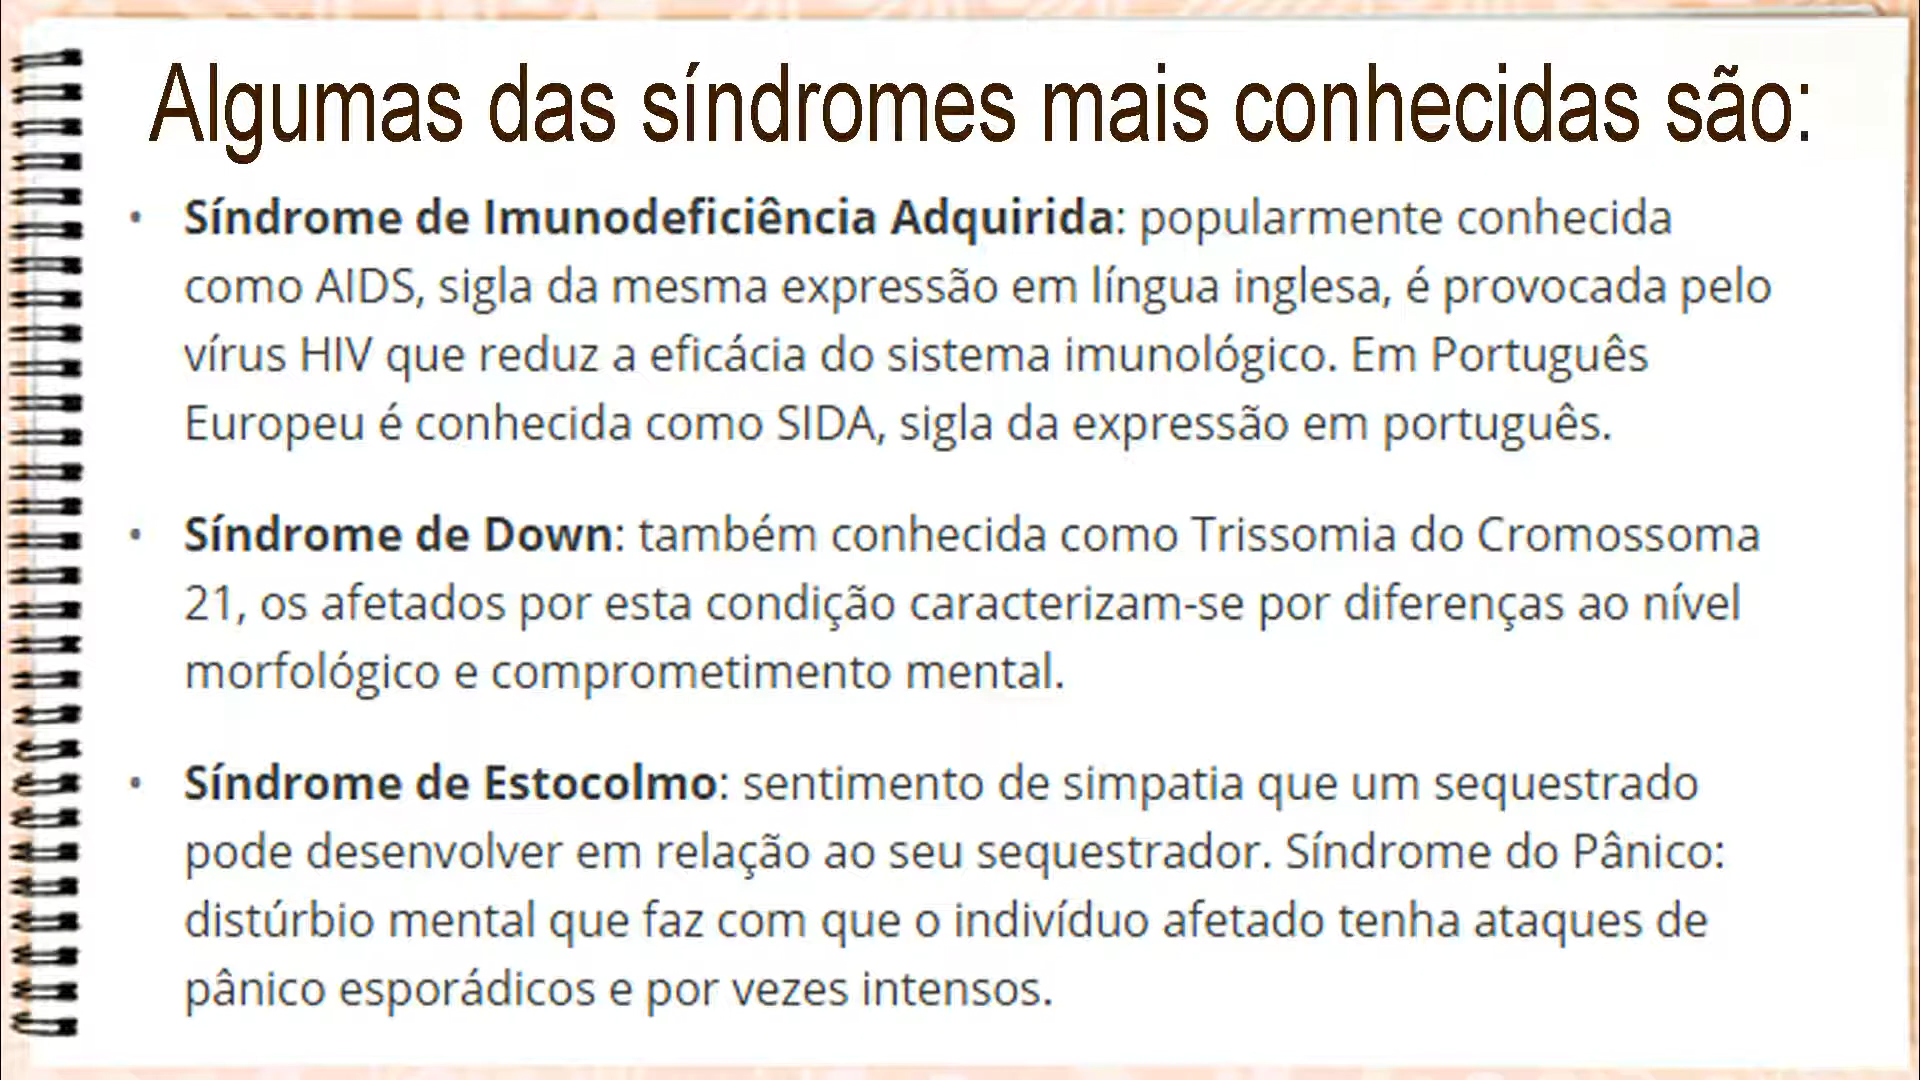 Algumas das síndromes mais conhecidas são:
• Síndrome de Imunodeficiência Adquirida: popularmente conhecida
como AIDS, sigla da mesma expressão em língua inglesa, é provocada pelo
vírus HIV que reduz a eficácia do sistema imunológico. Em Português
Europeu é conhecida como SIDA, sigla da expressão em português.
• Síndrome de Down: também conhecida como Trissomia do Cromossoma
21, os afetados por esta condição caracterizam-se por diferenças ao nível
morfológico e comprometimento mental.
• Síndrome de Estocolmo: sentimento de simpatia que um sequestrado
pode desenvolver em relação ao seu sequestrador. Síndrome do Pânico:
distúrbio mental que faz com que o indivíduo afetado tenha ataques de
pânico esporádicos e por vezes intensos.